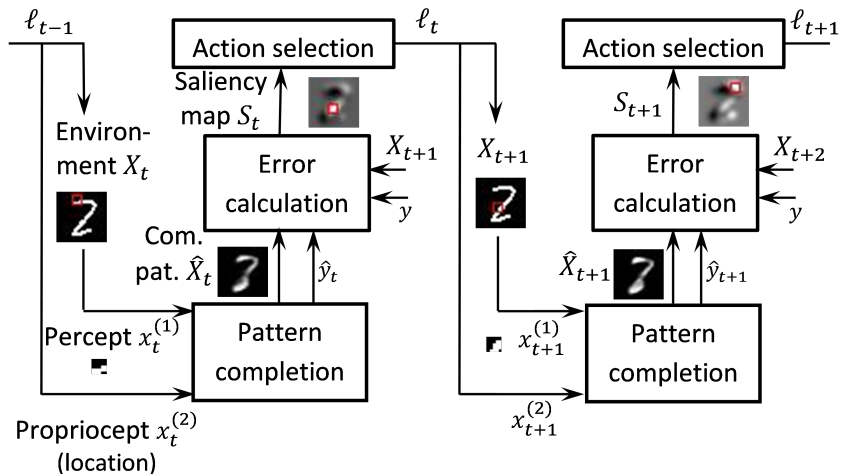 ℓ_{t−1}
Action selection
ℓ_t
Action selection
ℓ_{t+1}
Saliency
map S_t
S_{t+1}
Environ-
ment X_t
Error
calculation
X_{t+1}
y
X_{t+1}
Error
calculation
X_{t+2}
y
Com.
pat. X̂_t
ŷ_t
X̂_{t+1}
ŷ_{t+1}
Percept x_t^{(1)}
Pattern
completion
x_{t+1}^{(1)}
Pattern
completion
Propriocept x_t^{(2)}
(location)
x_{t+1}^{(2)}